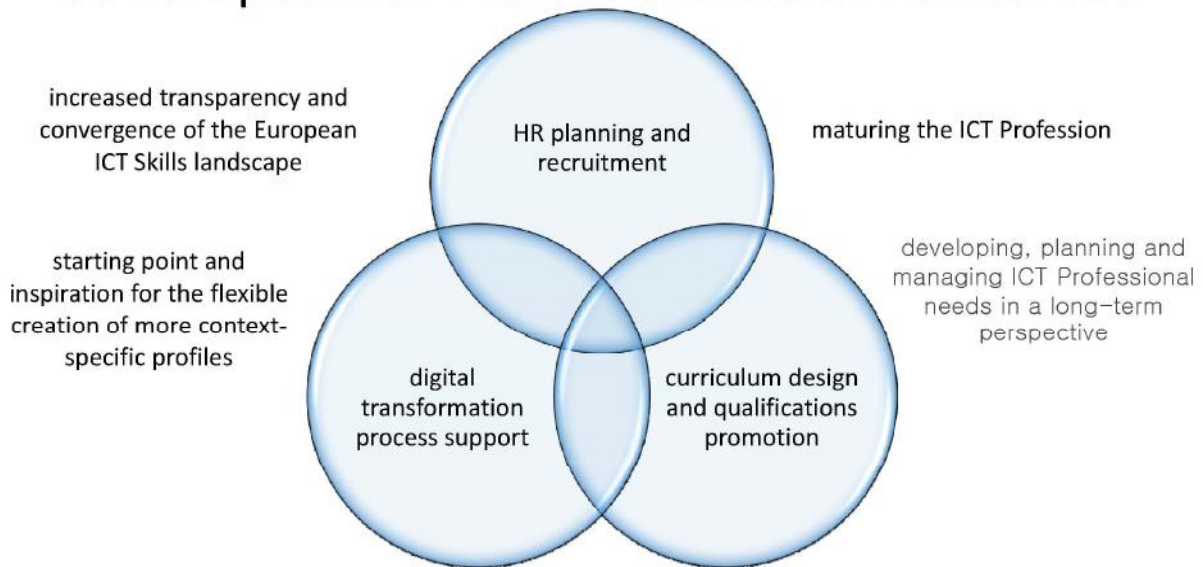 increased transparency and
convergence of the European
ICT Skills landscape
HR planning and
recruitment
maturing the ICT Profession
starting point and
inspiration for the flexible
creation of more context-
specific profiles
developing, planning and
managing ICT Professional
needs in a long-term
perspective
digital
transformation
process support
curriculum design
and qualifications
promotion